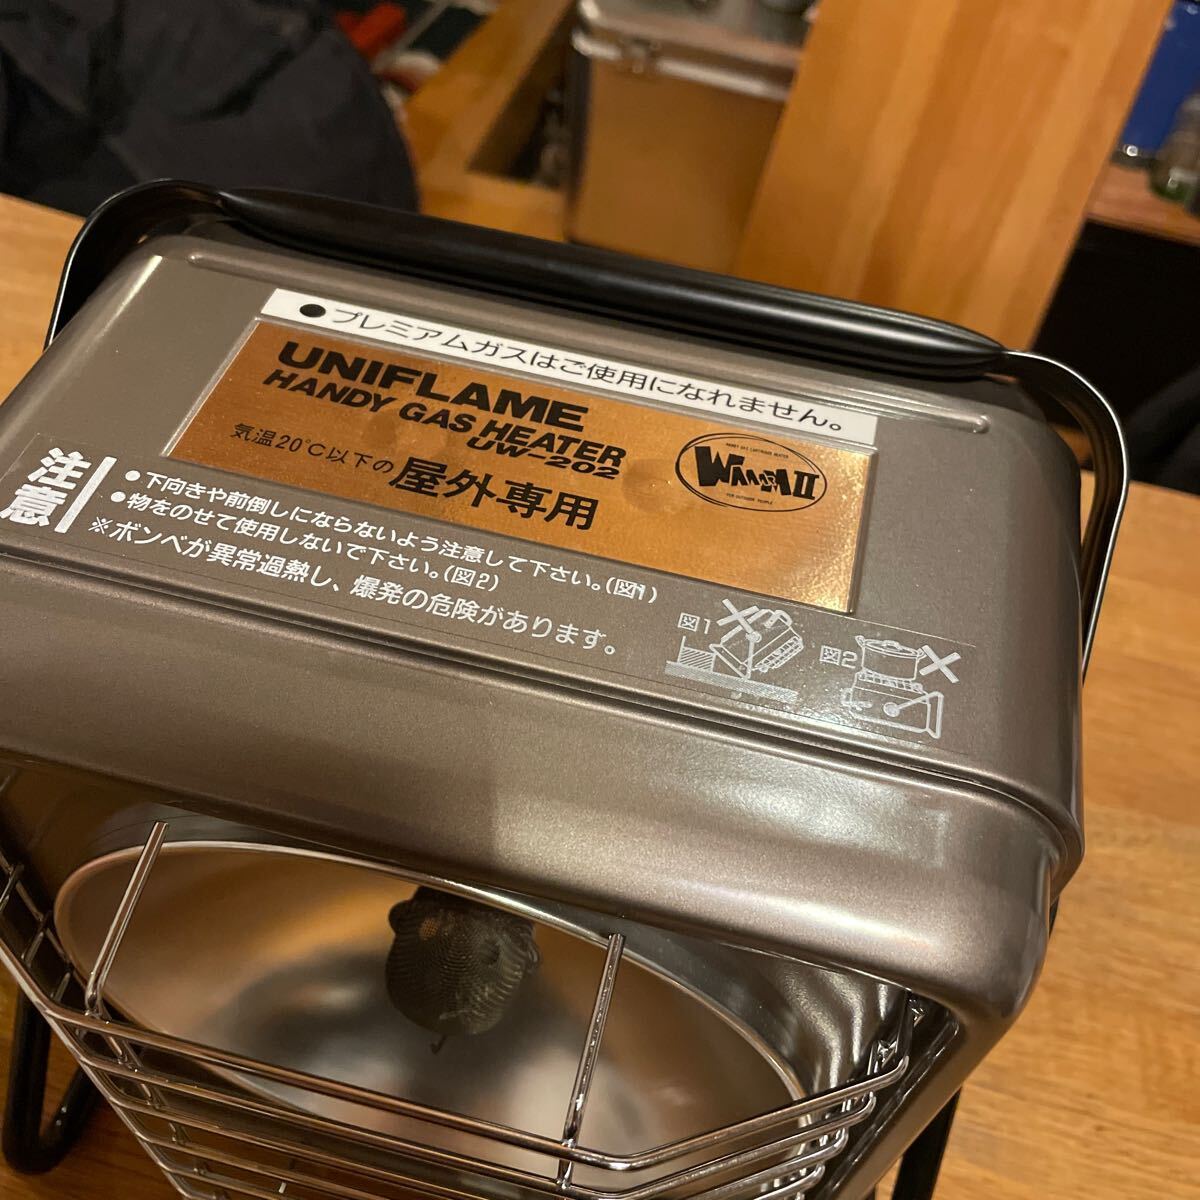 ●プレミアムガスはご使用になれません。
UNIFLAME
HANDY GAS HEATER
UW-202
気温20℃以下の屋外専用
WARM II
FOR OUTDOOR PEOPLE
注意
•下向きや前倒しにならないよう注意して下さい。(図1)
•物をのせて使用しないで下さい。(図2)
※ボンベが異常過熱し、爆発の危険があります。
図1
図2